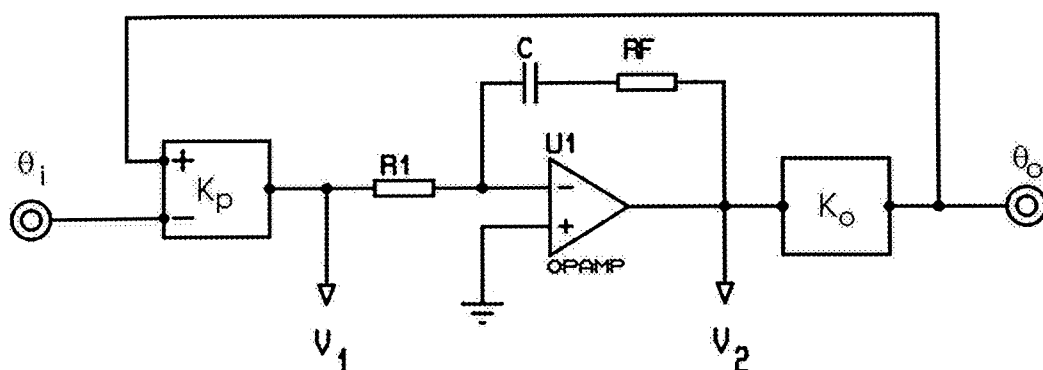 C
RF
θi
+
Kp
−
R1
U1
−
+
OPAMP
Ko
θo
V1
V2